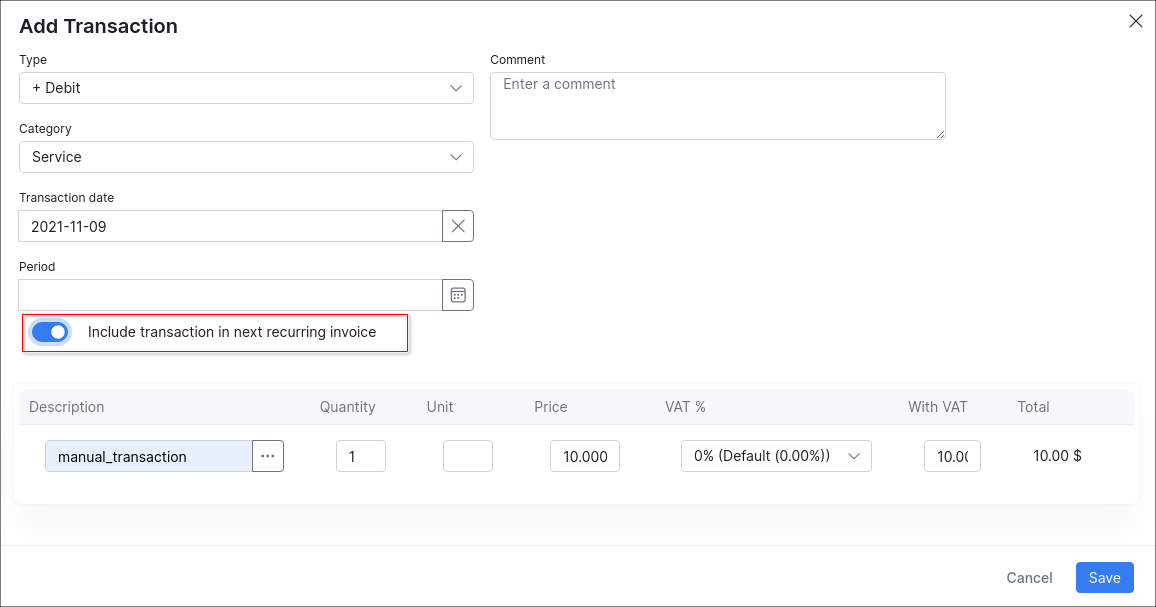 Add Transaction
Type
+ Debit
Category
Service
Transaction date
2021-11-09
Period
Include transaction in next recurring invoice
Comment
Enter a comment
Description Quantity Unit Price VAT % With VAT Total
manual_transaction ... 1 10.000 0% (Default (0.00%)) 10.00 10.00 $
Cancel Save